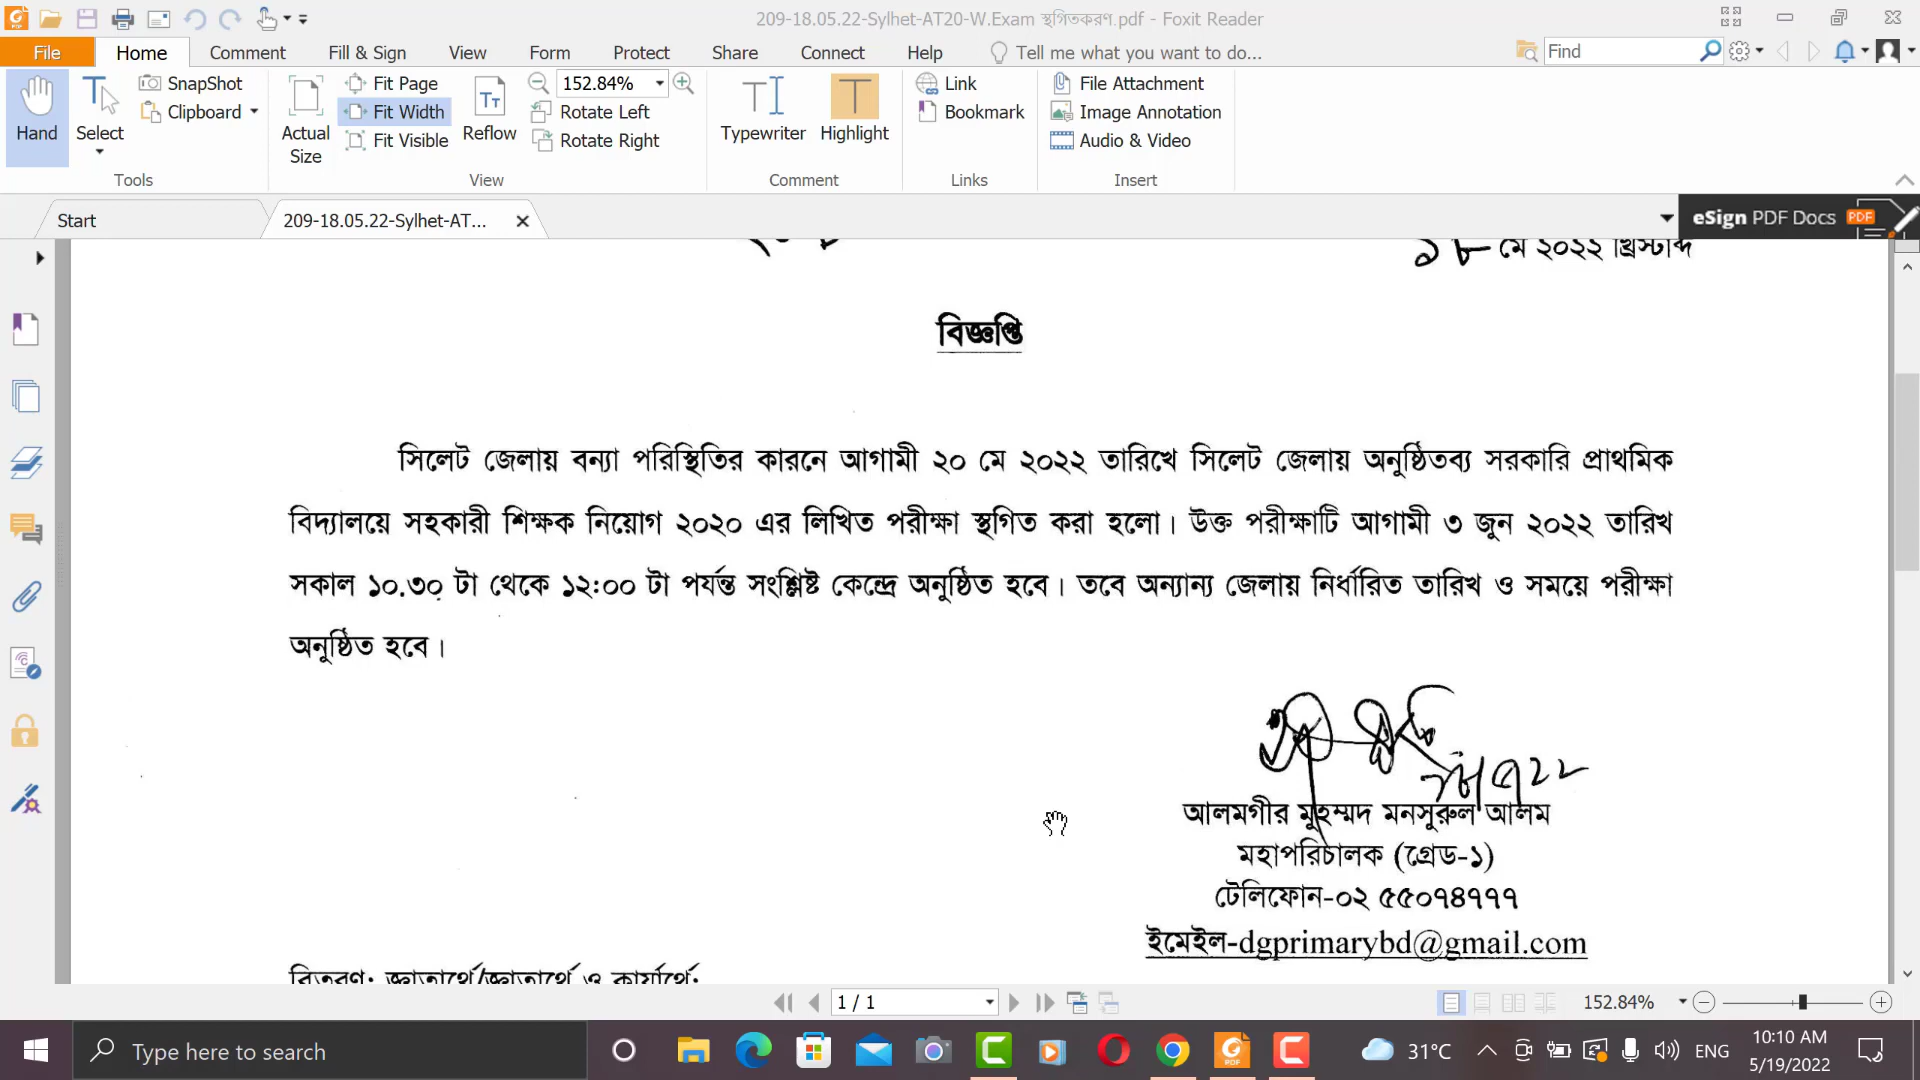 209-18.05.22-Sylhet-AT20-W.Exam স্থগিতকরণ.pdf - Foxit Reader
File Home Comment Fill & Sign View Form Protect Share Connect Help Tell me what you want to do... Find
Hand
Select
SnapShot
Clipboard
Tools
Actual Size
Fit Page
Fit Width
Fit Visible
Reflow
152.84%
Rotate Left
Rotate Right
View
Typewriter
Highlight
Comment
Link
Bookmark
Links
File Attachment
Image Annotation
Audio & Video
Insert
Start 209-18.05.22-Sylhet-AT... eSign PDF Docs PDF
১৮ মে ২০২২ খ্রিস্টাব্দ
বিজ্ঞপ্তি
সিলেট জেলায় বন্যা পরিস্থিতির কারনে আগামী ২০ মে ২০২২ তারিখে সিলেট জেলায় অনুষ্ঠিতব্য সরকারি প্রাথমিক
বিদ্যালয়ে সহকারী শিক্ষক নিয়োগ ২০২০ এর লিখিত পরীক্ষা স্থগিত করা হলো। উক্ত পরীক্ষাটি আগামী ৩ জুন ২০২২ তারিখ
সকাল ১০.৩০ টা থেকে ১২:০০ টা পর্যন্ত সংশ্লিষ্ট কেন্দ্রে অনুষ্ঠিত হবে। তবে অন্যান্য জেলায় নির্ধারিত তারিখ ও সময়ে পরীক্ষা
অনুষ্ঠিত হবে।
আলমগীর মুহম্মদ মনসুরুল আলম
মহাপরিচালক (গ্রেড-১)
টেলিফোন-০২ ৫৫০৭৪৭৭৭
ইমেইল-dgprimarybd@gmail.com
বিতরণ: জ্ঞাতার্থে/জ্ঞাতার্থে ও কার্যার্থে:
1 / 1 152.84%
Type here to search 31°C ENG 10:10 AM
5/19/2022